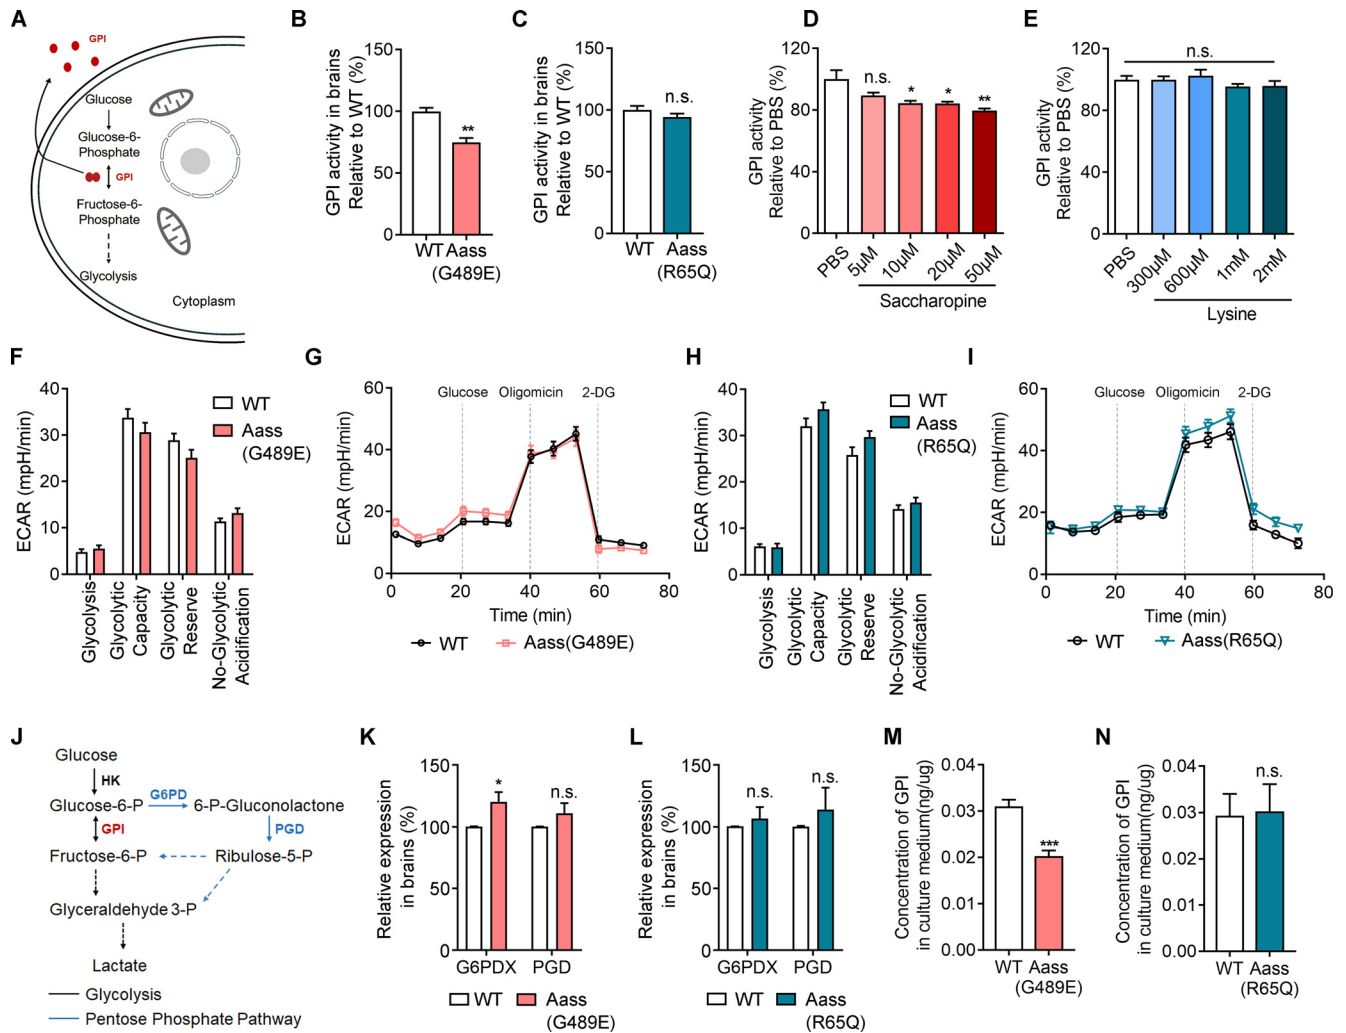 A
GPI
Glucose
Glucose-6-
Phosphate
GPI
Fructose-6-
Phosphate
Glycolysis
Cytoplasm
B
GPI activity in brains
Relative to WT (%)
150
100
50
0
**
WT Aass
(G489E)
C
GPI activity in brains
Relative to WT (%)
150
100
50
0
n.s.
WT Aass
(R65Q)
D
GPI activity
Relative to PBS (%)
120
80
40
0
n.s.
*
*
**
PBS
5µM
10µM
20µM
50µM
Saccharopine
E
GPI activity
Relative to PBS (%)
120
80
40
0
n.s.
PBS
300µM
600µM
1mM
2mM
Lysine
F
ECAR (mpH/min)
40
30
20
10
0
WT
Aass
(G489E)
Glycolysis
Glycolytic
Capacity
Glycolytic
Reserve
No-Glycolytic
Acidification
G
ECAR (mpH/min)
60
40
20
0
Glucose Oligomicin 2-DG
0 20 40 60 80
Time (min)
WT Aass(G489E)
H
ECAR (mpH/min)
40
30
20
10
0
WT
Aass
(R65Q)
Glycolysis
Glycolytic
Capacity
Glycolytic
Reserve
No-Glycolytic
Acidification
I
ECAR (mpH/min)
60
40
20
0
Glucose Oligomicin 2-DG
0 20 40 60 80
Time (min)
WT Aass(R65Q)
J
Glucose
HK
Glucose-6-P G6PD 6-P-Gluconolactone
GPI PGD
Fructose-6-P Ribulose-5-P
Glyceraldehyde 3-P
Lactate
Glycolysis
Pentose Phosphate Pathway
K
Relative expression
in brains (%)
150
100
50
0
*
n.s.
G6PDX PGD
WT Aass
(G489E)
L
Relative expression
in brains (%)
150
100
50
0
n.s.
n.s.
G6PDX PGD
WT Aass
(R65Q)
M
Concentration of GPI
in culture medium(ng/ug)
0.04
0.03
0.02
0.01
0.00
***
WT Aass
(G489E)
N
Concentration of GPI
in culture medium(ng/ug)
0.04
0.03
0.02
0.01
0.00
n.s.
WT Aass
(R65Q)